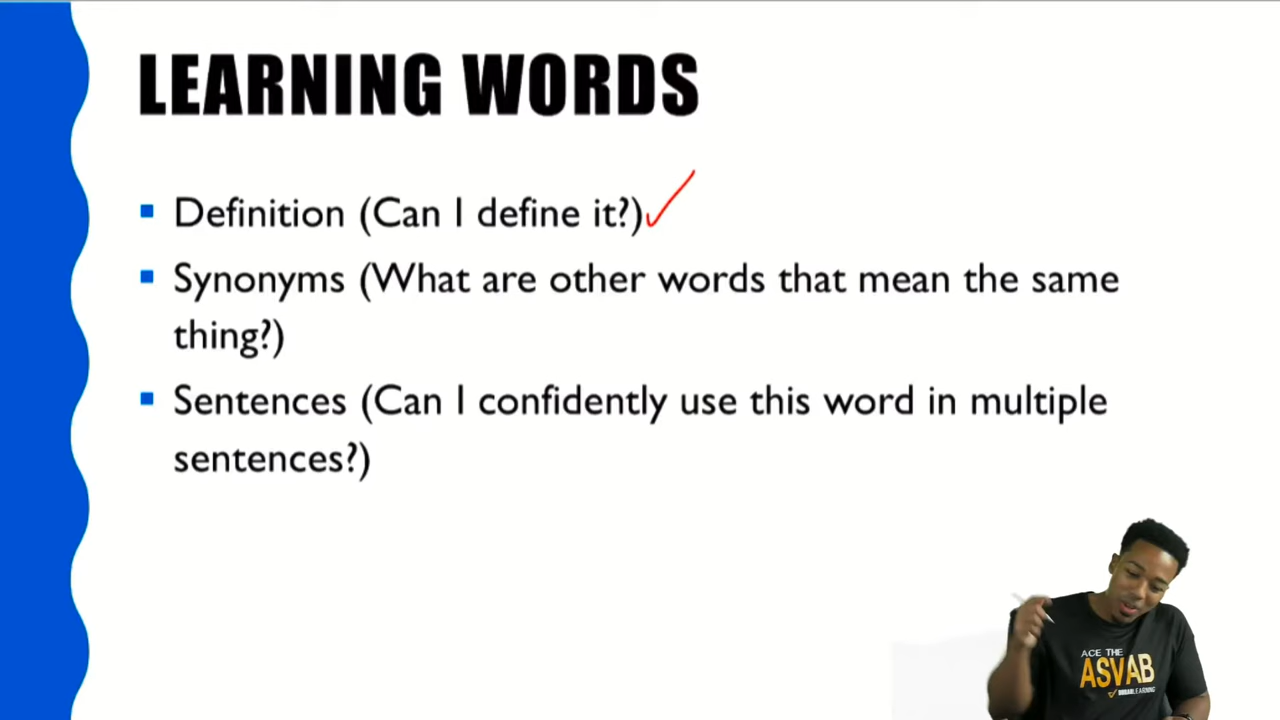 LEARNING WORDS
▪ Definition (Can I define it?)
▪ Synonyms (What are other words that mean the same
thing?)
▪ Sentences (Can I confidently use this word in multiple
sentences?)
ACE THE
ASVAB
LEARNING